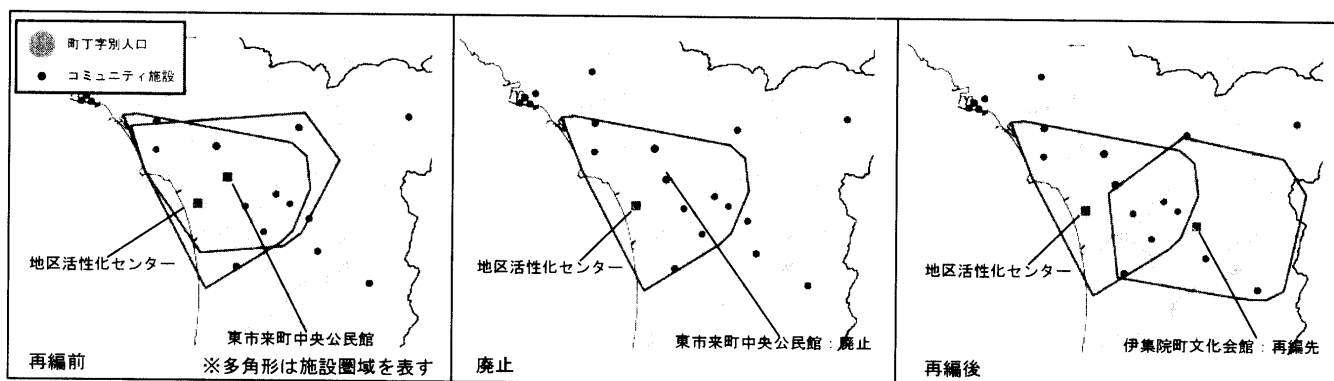 町丁字別人口
コミュニティ施設
地区活性化センター
東市来町中央公民館
再編前
※多角形は施設圏域を表す
地区活性化センター
東市来町中央公民館：廃止
廃止
地区活性化センター
伊集院町文化会館：再編先
再編後